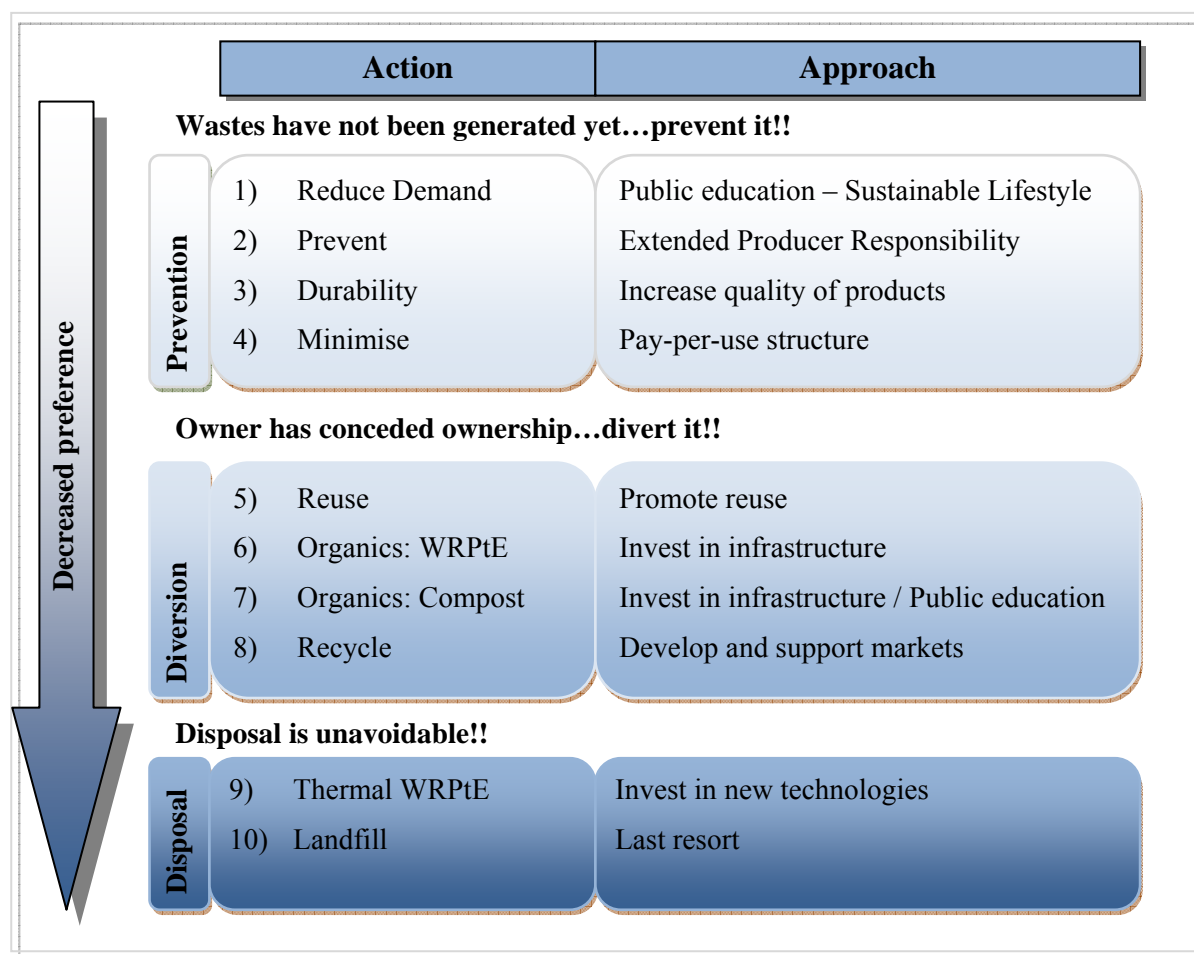 Action Approach
Decreased preference
Wastes have not been generated yet…prevent it!!
Prevention
1) Reduce Demand Public education – Sustainable Lifestyle
2) Prevent Extended Producer Responsibility
3) Durability Increase quality of products
4) Minimise Pay-per-use structure
Owner has conceded ownership…divert it!!
Diversion
5) Reuse Promote reuse
6) Organics: WRPtE Invest in infrastructure
7) Organics: Compost Invest in infrastructure / Public education
8) Recycle Develop and support markets
Disposal is unavoidable!!
Disposal
9) Thermal WRPtE Invest in new technologies
10) Landfill Last resort